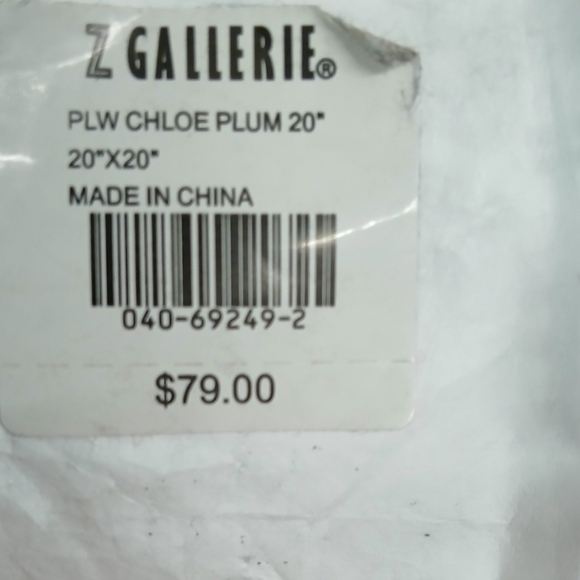 Z GALLERIE®
PLW CHLOE PLUM 20"
20"X20"
MADE IN CHINA
040-69249-2
$79.00